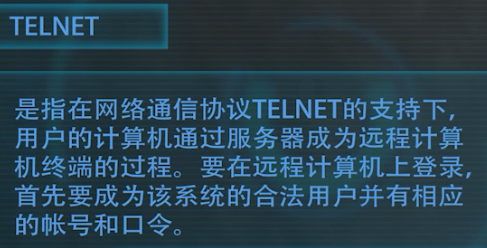 TELNET
是指在网络通信协议TELNET的支持下,
用户的计算机通过服务器成为远程计算
机终端的过程。要在远程计算机上登录,
首先要成为该系统的合法用户并有相应
的帐号和口令。